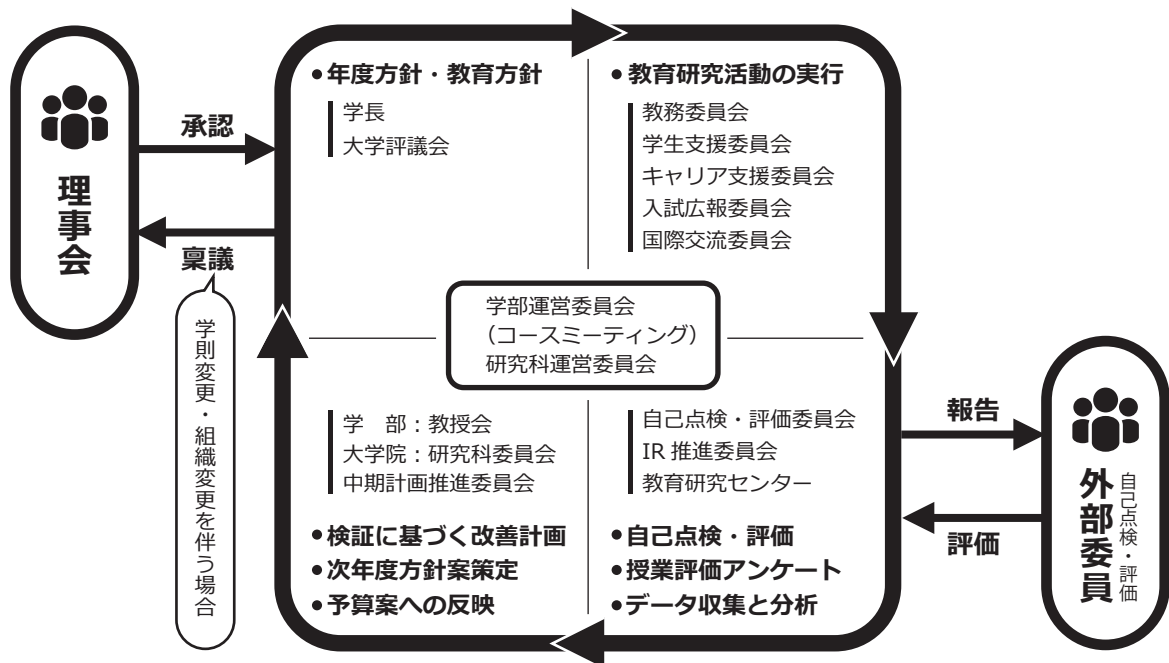 理事会
承認
稟議
学則変更・組織変更を伴う場合
●年度方針・教育方針
学長
大学評議会
●教育研究活動の実行
教務委員会
学生支援委員会
キャリア支援委員会
入試広報委員会
国際交流委員会
学部運営委員会
（コースミーティング）
研究科運営委員会
学　部：教授会
大学院：研究科委員会
中期計画推進委員会
●検証に基づく改善計画
●次年度方針案策定
●予算案への反映
自己点検・評価委員会
IR 推進委員会
教育研究センター
●自己点検・評価
●授業評価アンケート
●データ収集と分析
報告
評価
自己点検・評価
外部委員